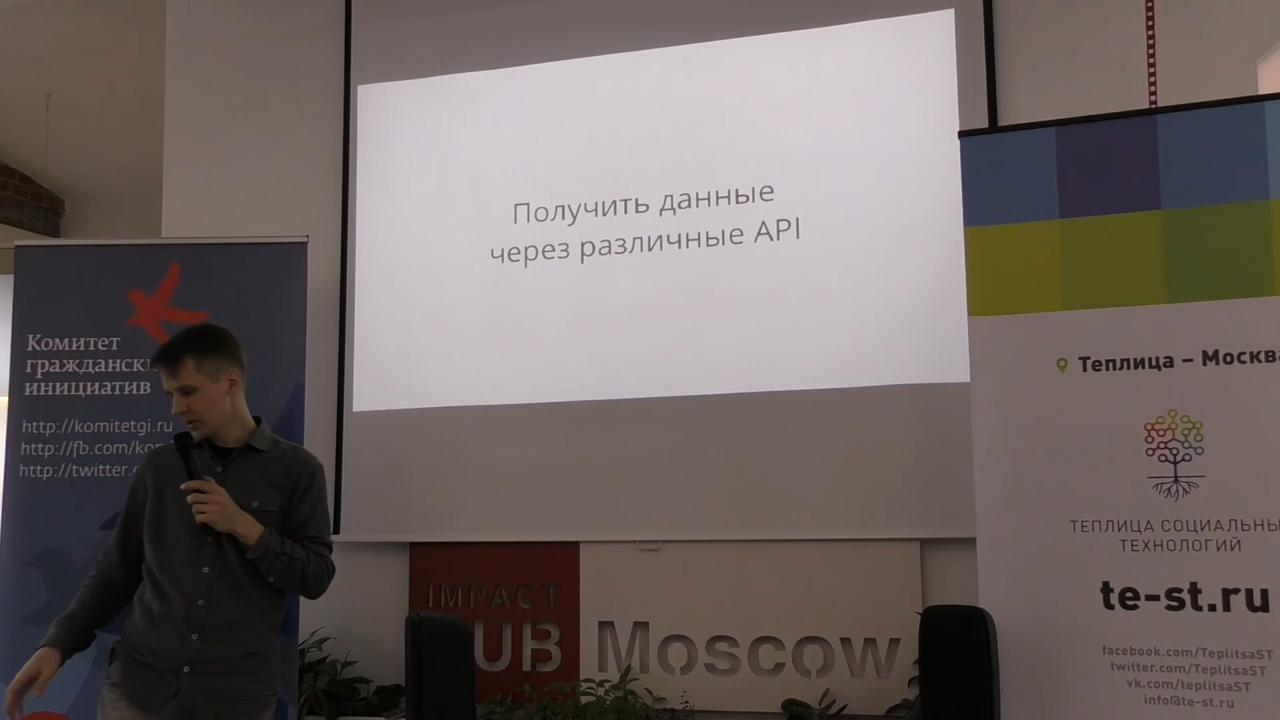 Получить данные
через различные API
Комитет
инициатив
http://komitetgi.ru
Теплица – Москва
ТЕПЛИЦА СОЦИАЛЬНЫ
ТЕХНОЛОГИЙ
te-st.ru
facebook.com/TeplitsaST
twitter.com/TeplitsaST
vk.com/teplitsaST
info@te-st.ru
IMPACT
UB
Moscow